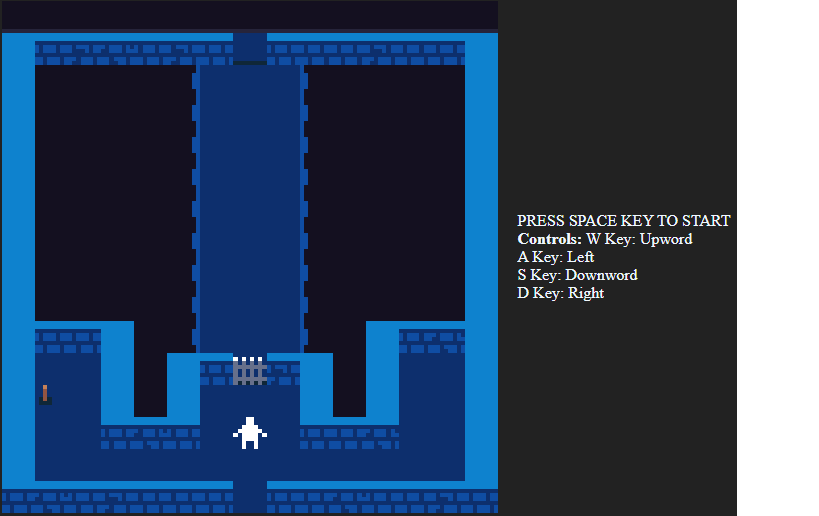 PRESS SPACE KEY TO START
Controls: W Key: Upword
A Key: Left
S Key: Downword
D Key: Right